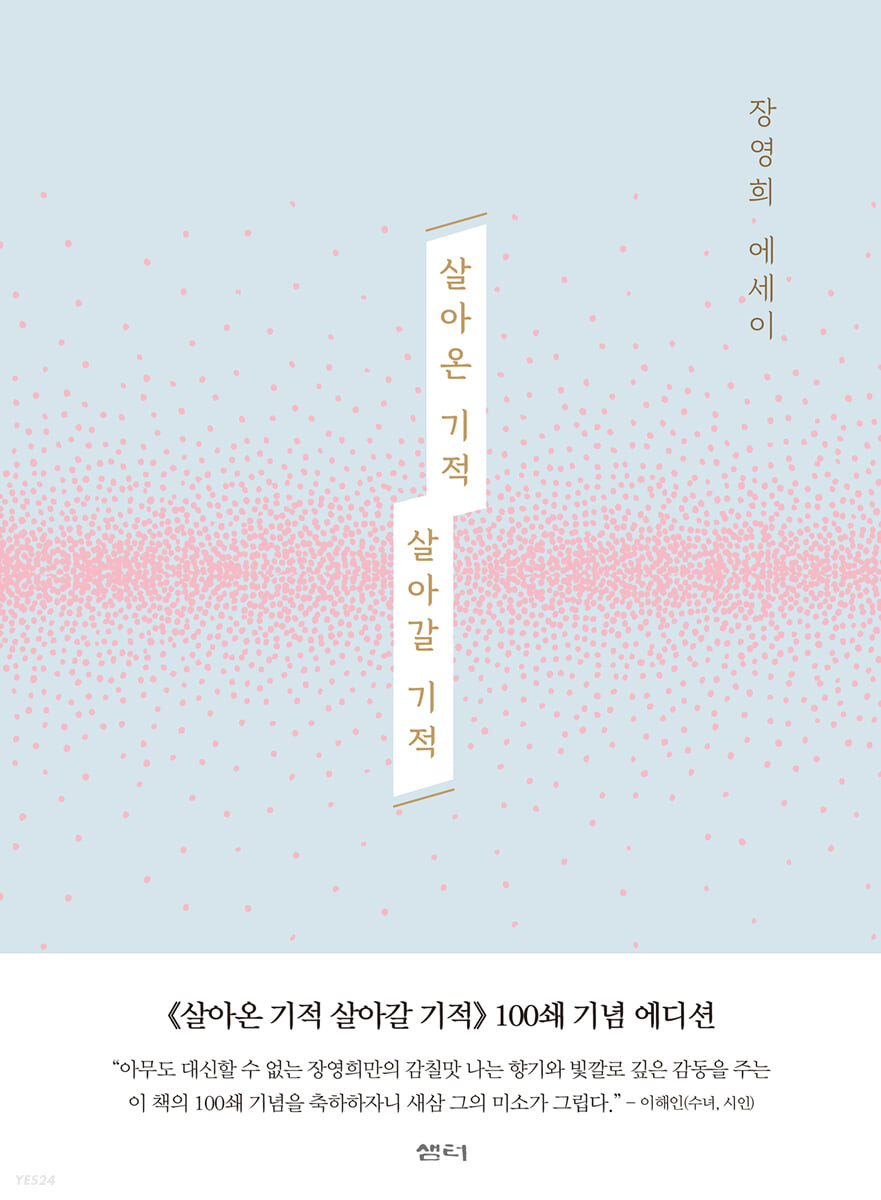 장영희 에세이
살아온 기적
살아갈 기적
《살아온 기적 살아갈 기적》 100쇄 기념 에디션
“아무도 대신할 수 없는 장영희만의 감칠맛 나는 향기와 빛깔로 깊은 감동을 주는
이 책의 100쇄 기념을 축하하자니 새삼 그의 미소가 그립다.” – 이해인(수녀, 시인)
샘터
YES24